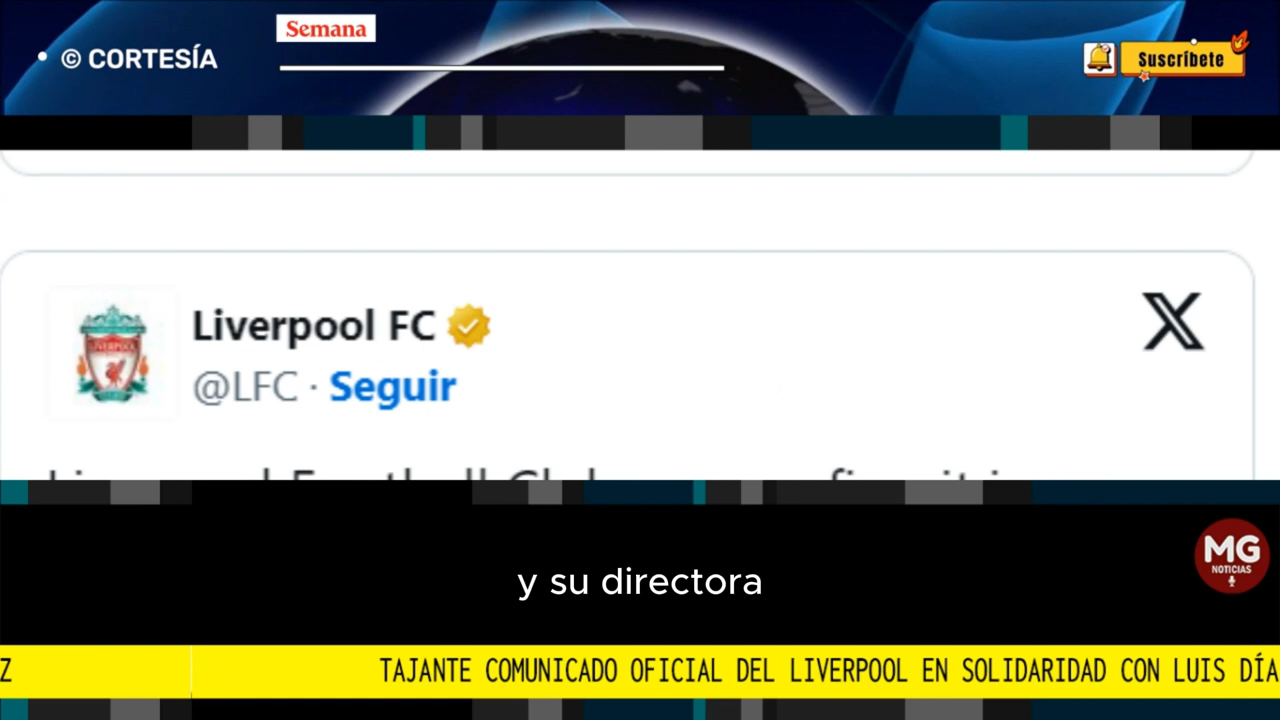 Semana
© CORTESÍA
Suscríbete
LIVERPOOL
Liverpool FC
@LFC · Seguir
MG
NOTICIAS
y su directora
Z TAJANTE COMUNICADO OFICIAL DEL LIVERPOOL EN SOLIDARIDAD CON LUIS DÍA